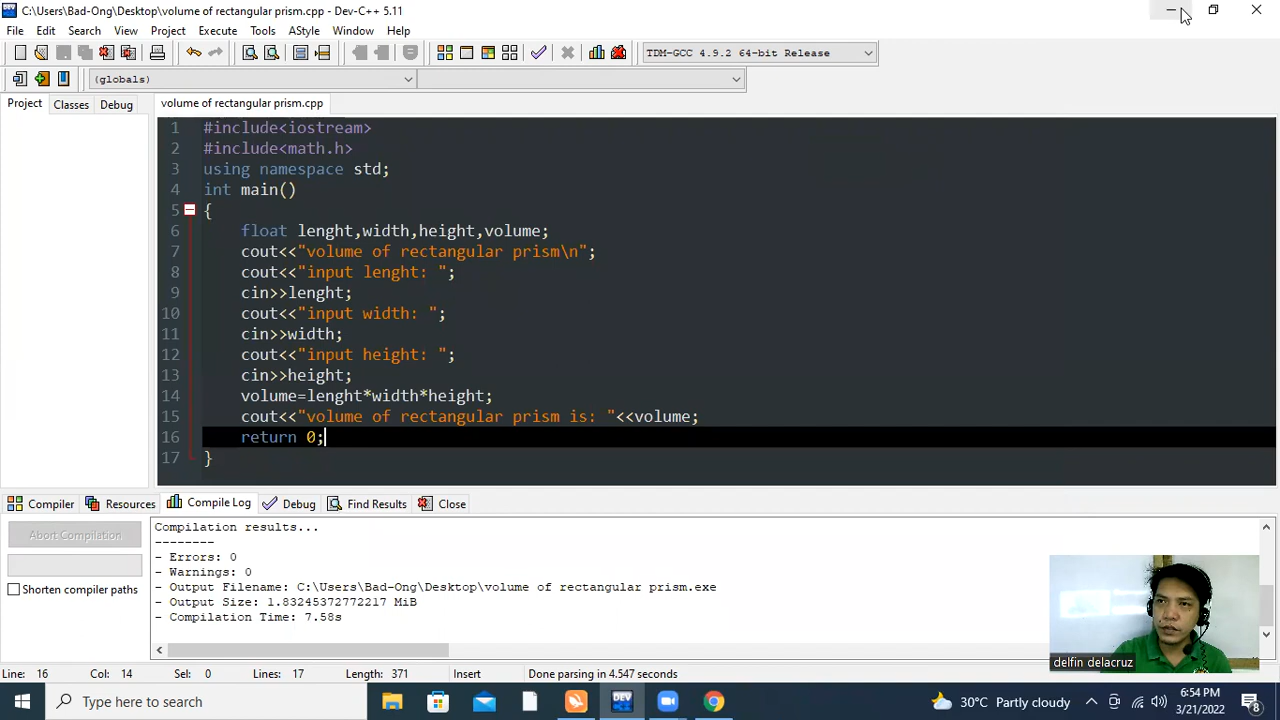 C:\Users\Bad-Ong\Desktop\volume of rectangular prism.cpp - Dev-C++ 5.11
File Edit Search View Project Execute Tools AStyle Window Help
TDM-GCC 4.9.2 64-bit Release
(globals)
Project Classes Debug volume of rectangular prism.cpp
1 #include<iostream>
2 #include<math.h>
3 using namespace std;
4 int main()
5 {
6 float lenght,width,height,volume;
7 cout<<"volume of rectangular prism\n";
8 cout<<"input lenght: ";
9 cin>>lenght;
10 cout<<"input width: ";
11 cin>>width;
12 cout<<"input height: ";
13 cin>>height;
14 volume=lenght*width*height;
15 cout<<"volume of rectangular prism is: "<<volume;
16 return 0;
17 }
Compiler Resources Compile Log Debug Find Results Close
Abort Compilation
Shorten compiler paths
Compilation results...
--------
- Errors: 0
- Warnings: 0
- Output Filename: C:\Users\Bad-Ong\Desktop\volume of rectangular prism.exe
- Output Size: 1.83245372772217 MiB
- Compilation Time: 7.58s
delfin delacruz
Line: 16 Col: 14 Sel: 0 Lines: 17 Length: 371 Insert Done parsing in 4.547 seconds
Type here to search
DEV
30°C Partly cloudy
6:54 PM
3/21/2022
8